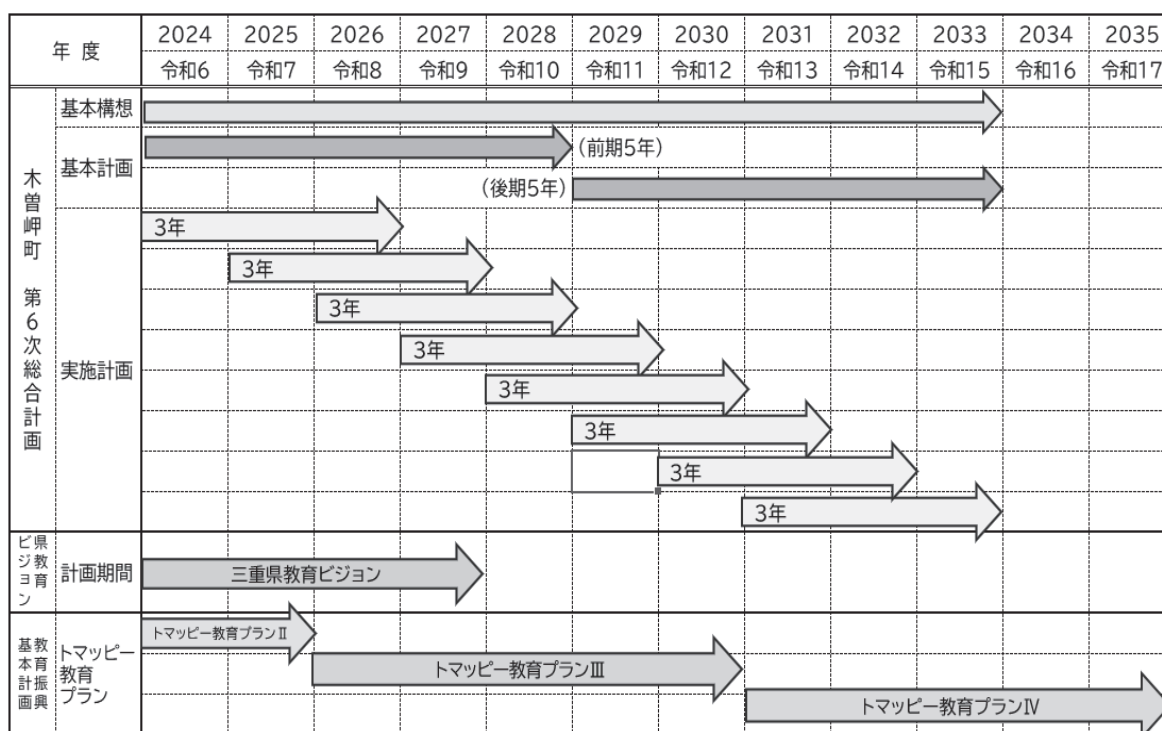 年 度
2024 2025 2026 2027 2028 2029 2030 2031 2032 2033 2034 2035
令和6 令和7 令和8 令和9 令和10 令和11 令和12 令和13 令和14 令和15 令和16 令和17
木曽岬町 第6次総合計画
基本構想
基本計画
(前期5年)
(後期5年)
実施計画
3年
3年
3年
3年
3年
3年
3年
3年
県教育ビジョン
計画期間
三重県教育ビジョン
教育振興基本計画
トマッピー
教育
プラン
トマッピー教育プランⅡ
トマッピー教育プランⅢ
トマッピー教育プランⅣ